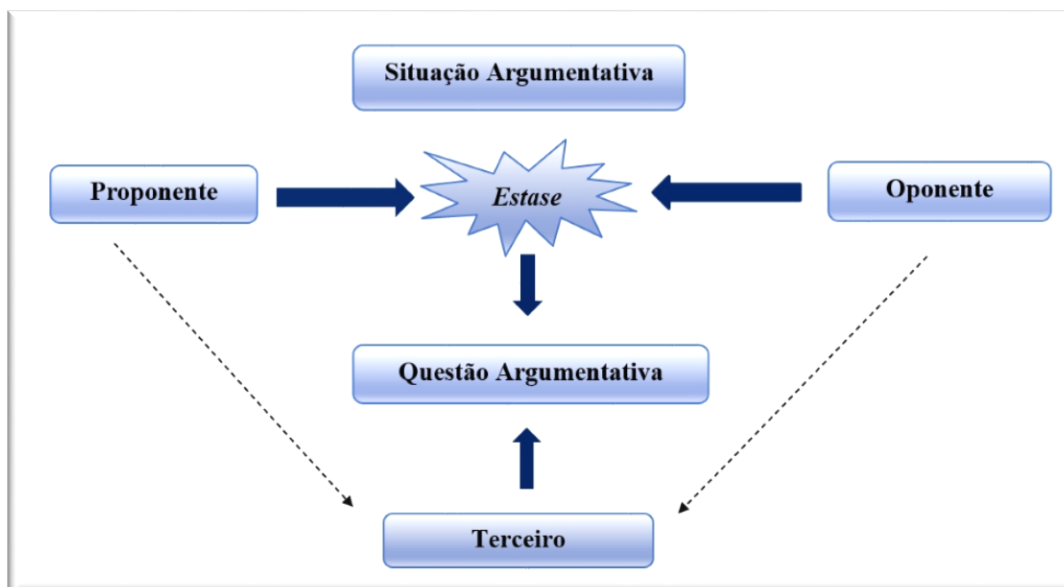 Situação Argumentativa
Proponente
Estase
Oponente
Questão Argumentativa
Terceiro